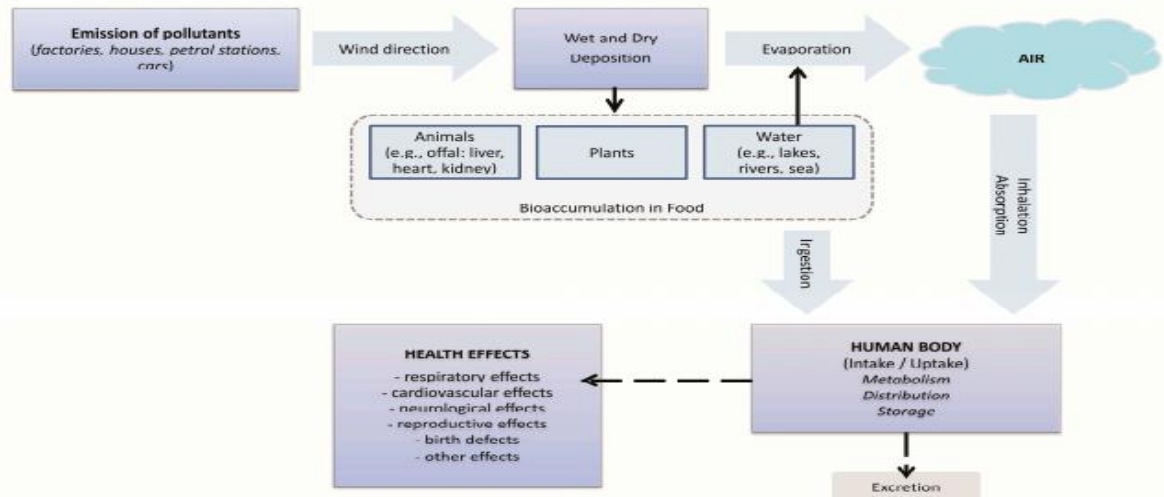 Emission of pollutants
(factories, houses, petrol stations,
cars)
Wind direction
Wet and Dry
Deposition
Evaporation
AIR
Animals
(e.g., offal: liver,
heart, kidney)
Plants
Water
(e.g., lakes,
rivers, sea)
Bioaccumulation in Food
Ingestion
Inhalation
Absorption
HEALTH EFFECTS
- respiratory effects
- cardiovascular effects
- neurological effects
- reproductive effects
- birth defects
- other effects
HUMAN BODY
(Intake / Uptake)
Metabolism
Distribution
Storage
Excretion